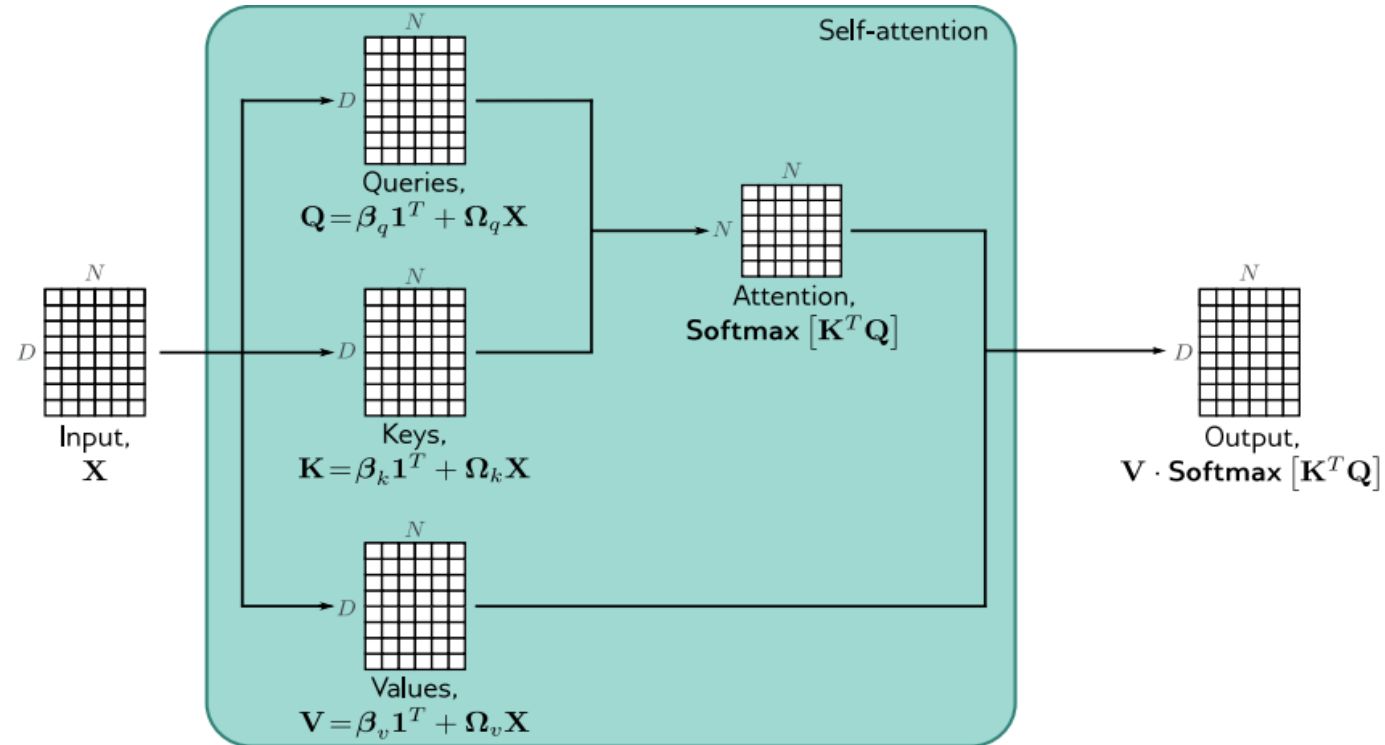 Self-attention
N
D
Queries,
Q=β_q1^T + Ω_qX
N
D
Input,
X
N
D
Keys,
K=β_k1^T + Ω_kX
N
N
Attention,
Softmax [K^TQ]
N
D
Output,
V · Softmax [K^TQ]
N
D
Values,
V=β_v1^T + Ω_vX